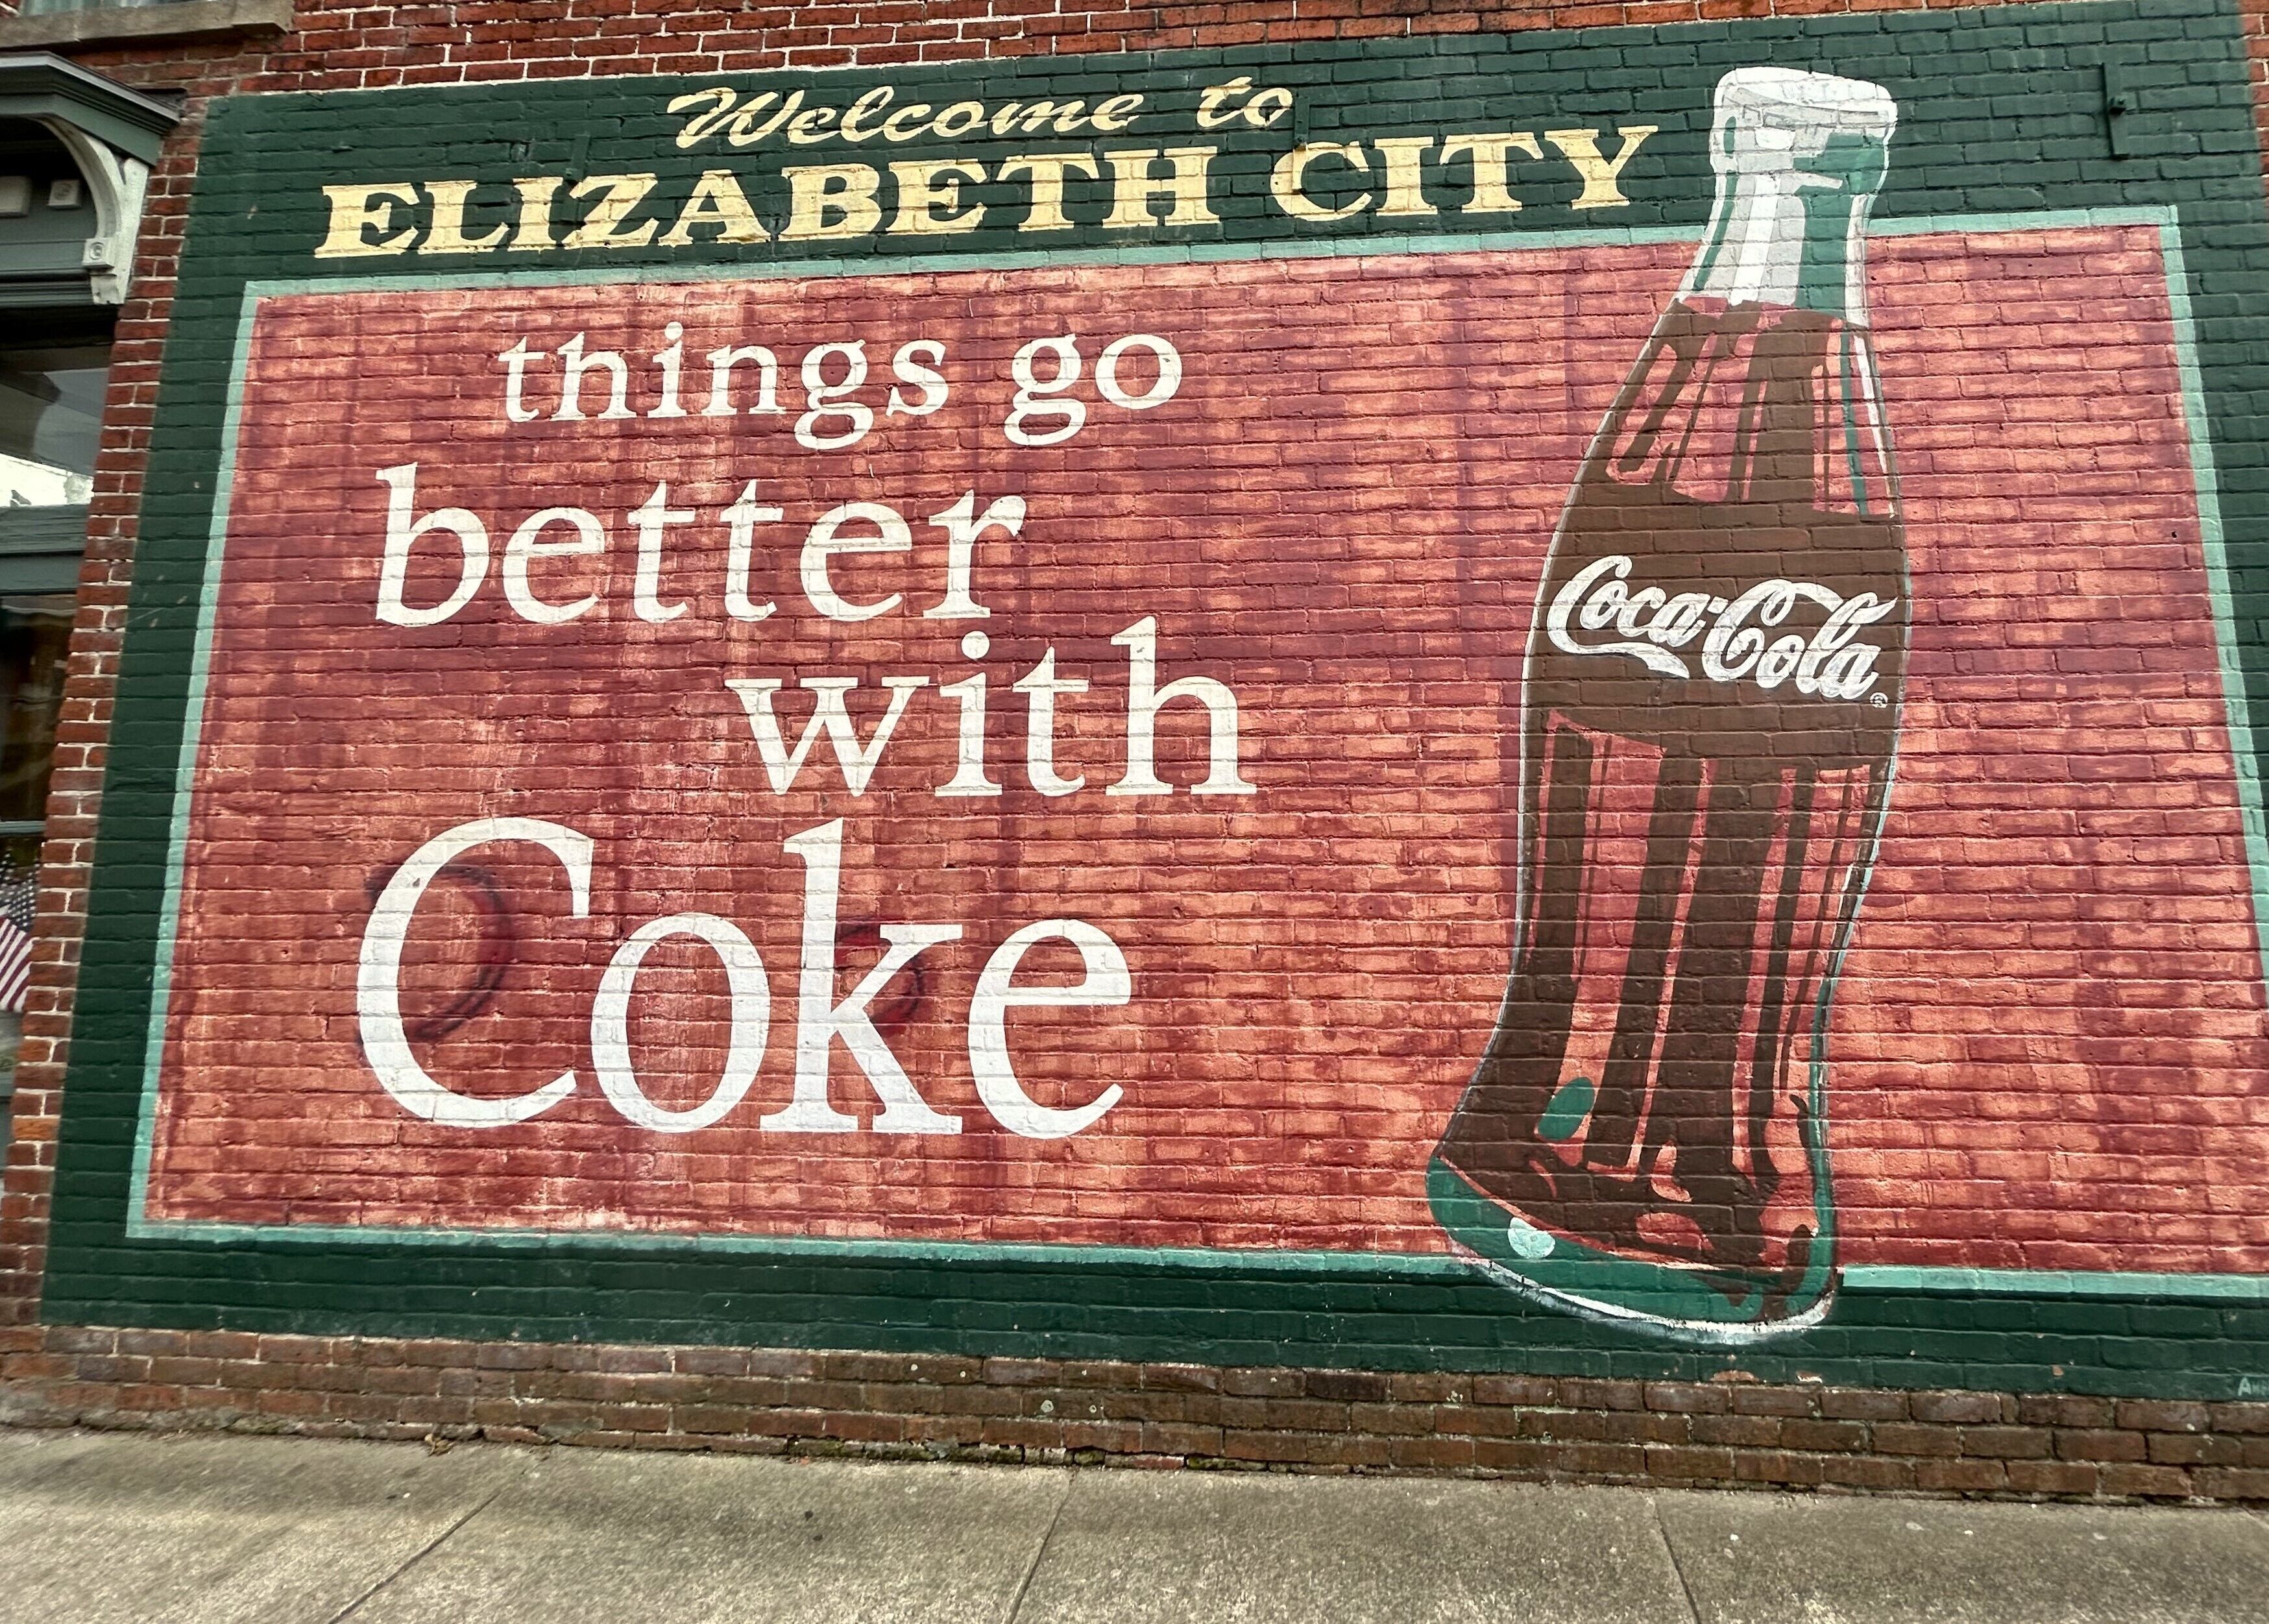 Welcome to
ELIZABETH CITY
things go
better
with
Coke
Coca-Cola®